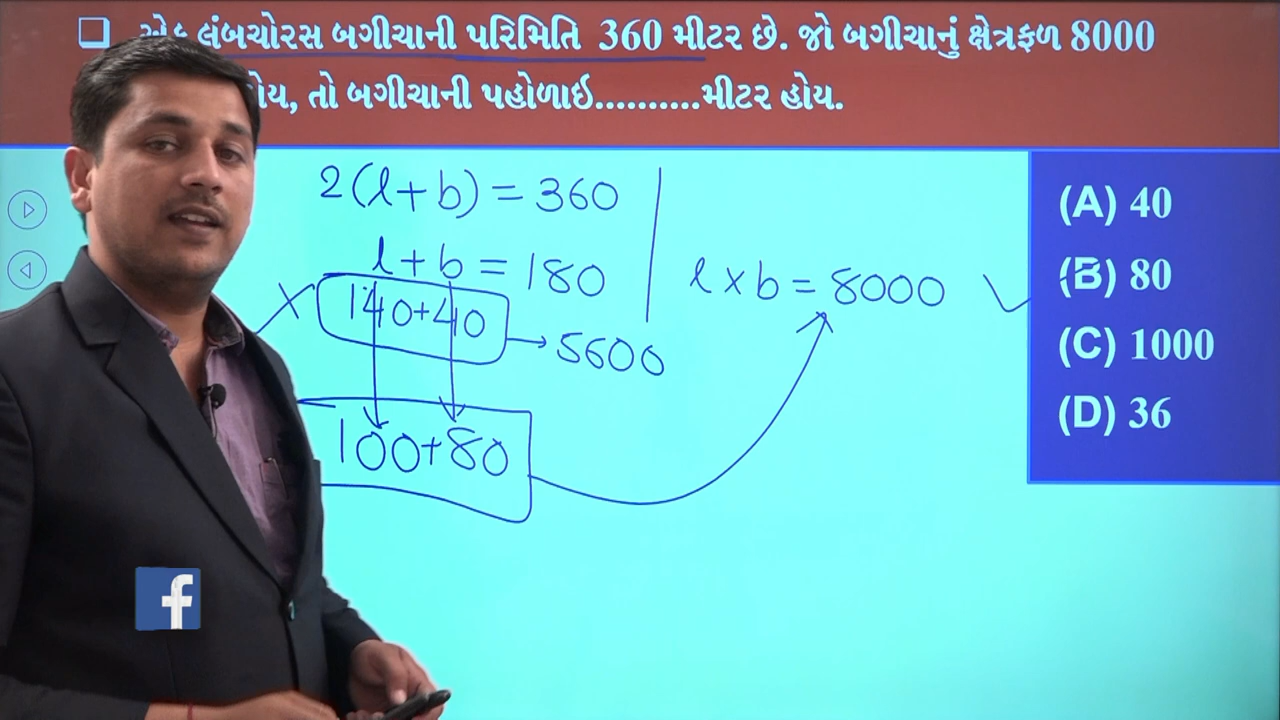 લંબચોરસ બગીચાની પરિમિતિ 360 મીટર છે. જો બગીચાનું ક્ષેત્રફળ 8000
તો બગીચાની પહોળાઇ..........મીટર હોય.
2(l+b) = 360
l+b = 180
l×b = 8000
140+40
→ 5600
100+80
(A) 40
(B) 80
(C) 1000
(D) 36
f